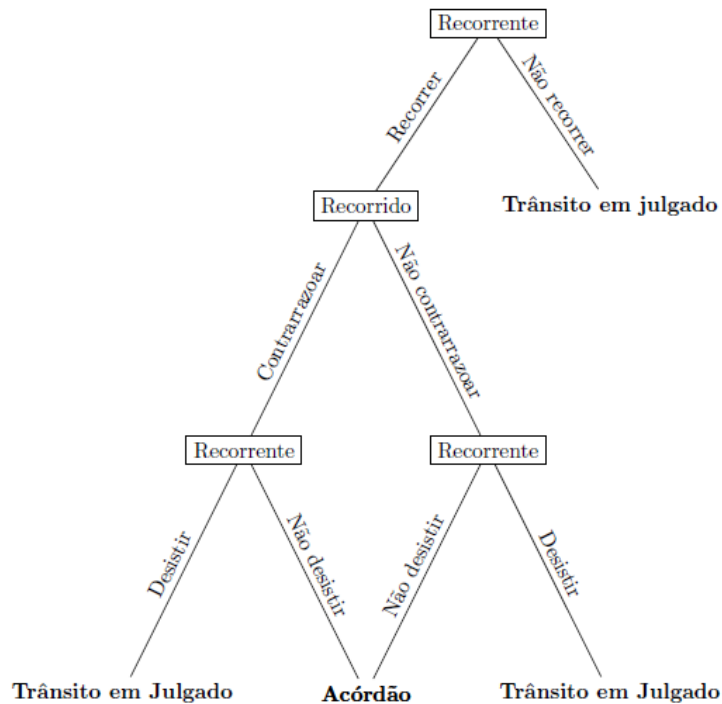 Recorrente
Recorrer
Não recorrer
Recorrido
Trânsito em julgado
Contrarrazoar
Não contrarrazoar
Recorrente
Recorrente
Desistir
Não desistir
Não desistir
Desistir
Trânsito em Julgado
Acórdão
Trânsito em Julgado